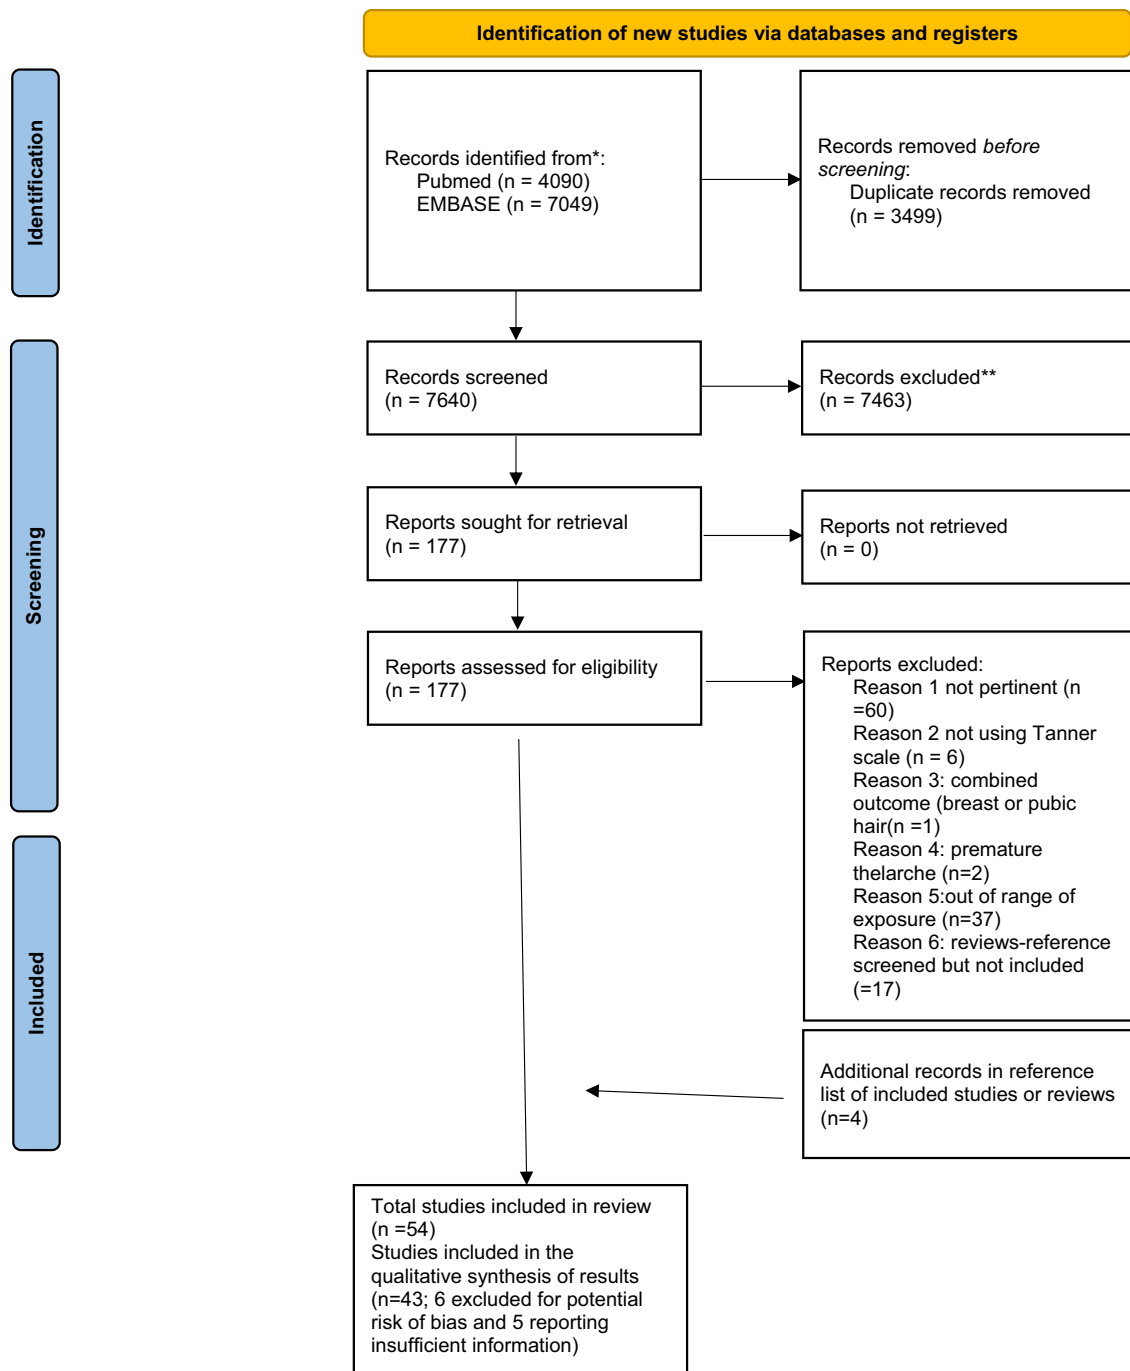 Identification of new studies via databases and registers
Identification
Records identified from*:
Pubmed (n = 4090)
EMBASE (n = 7049)
Records removed before
screening:
Duplicate records removed
(n = 3499)
Screening
Records screened
(n = 7640)
Records excluded**
(n = 7463)
Reports sought for retrieval
(n = 177)
Reports not retrieved
(n = 0)
Reports assessed for eligibility
(n = 177)
Reports excluded:
Reason 1 not pertinent (n
=60)
Reason 2 not using Tanner
scale (n = 6)
Reason 3: combined
outcome (breast or pubic
hair(n =1)
Reason 4: premature
thelarche (n=2)
Reason 5:out of range of
exposure (n=37)
Reason 6: reviews-reference
screened but not included
(=17)
Included
Additional records in reference
list of included studies or reviews
(n=4)
Total studies included in review
(n =54)
Studies included in the
qualitative synthesis of results
(n=43; 6 excluded for potential
risk of bias and 5 reporting
insufficient information)